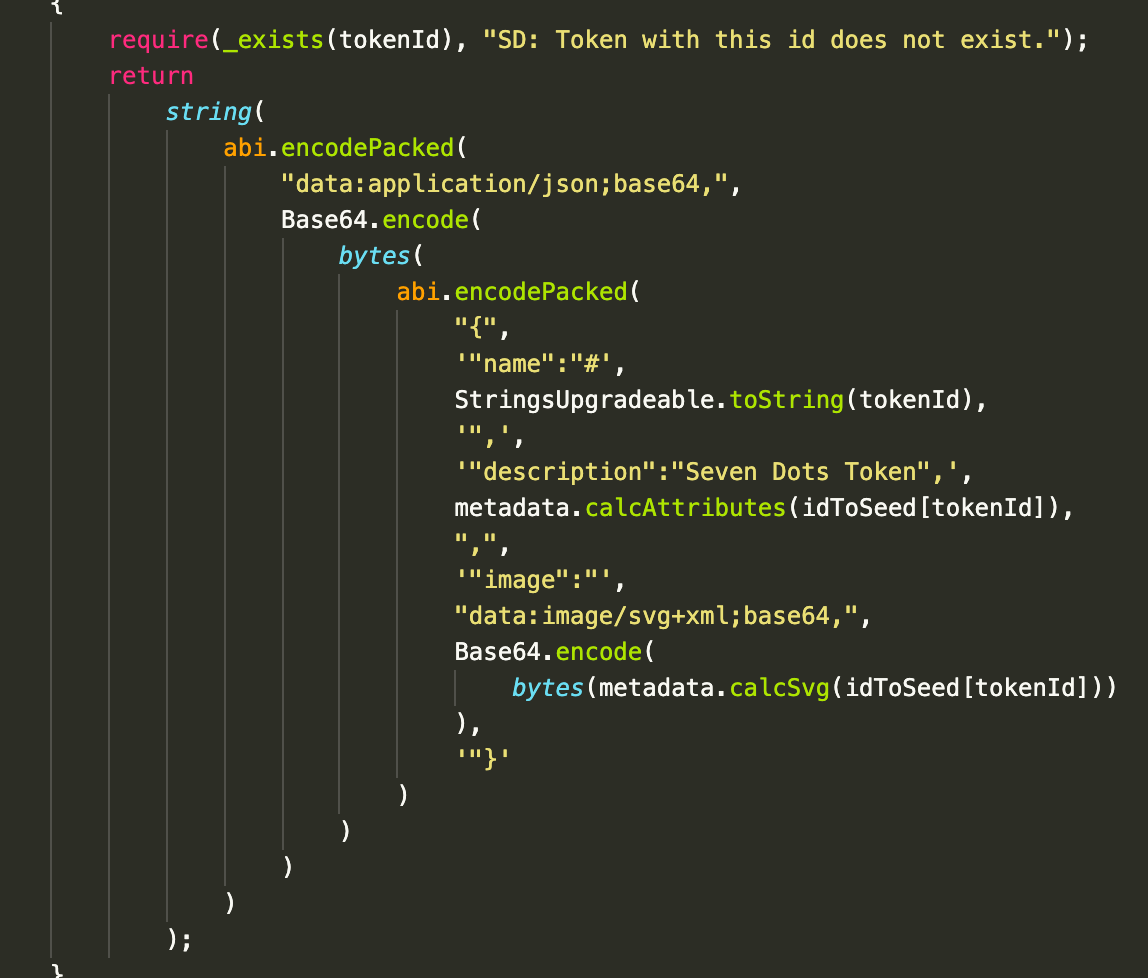 {
require(_exists(tokenId), "SD: Token with this id does not exist.");
return
string(
abi.encodePacked(
"data:application/json;base64,",
Base64.encode(
bytes(
abi.encodePacked(
"{",
'"name":"#',
StringsUpgradeable.toString(tokenId),
'",',
'"description":"Seven Dots Token",',
metadata.calcAttributes(idToSeed[tokenId]),
",",
'"image":"',
"data:image/svg+xml;base64,",
Base64.encode(
bytes(metadata.calcSvg(idToSeed[tokenId]))
),
'"}'
)
)
)
)
);
}